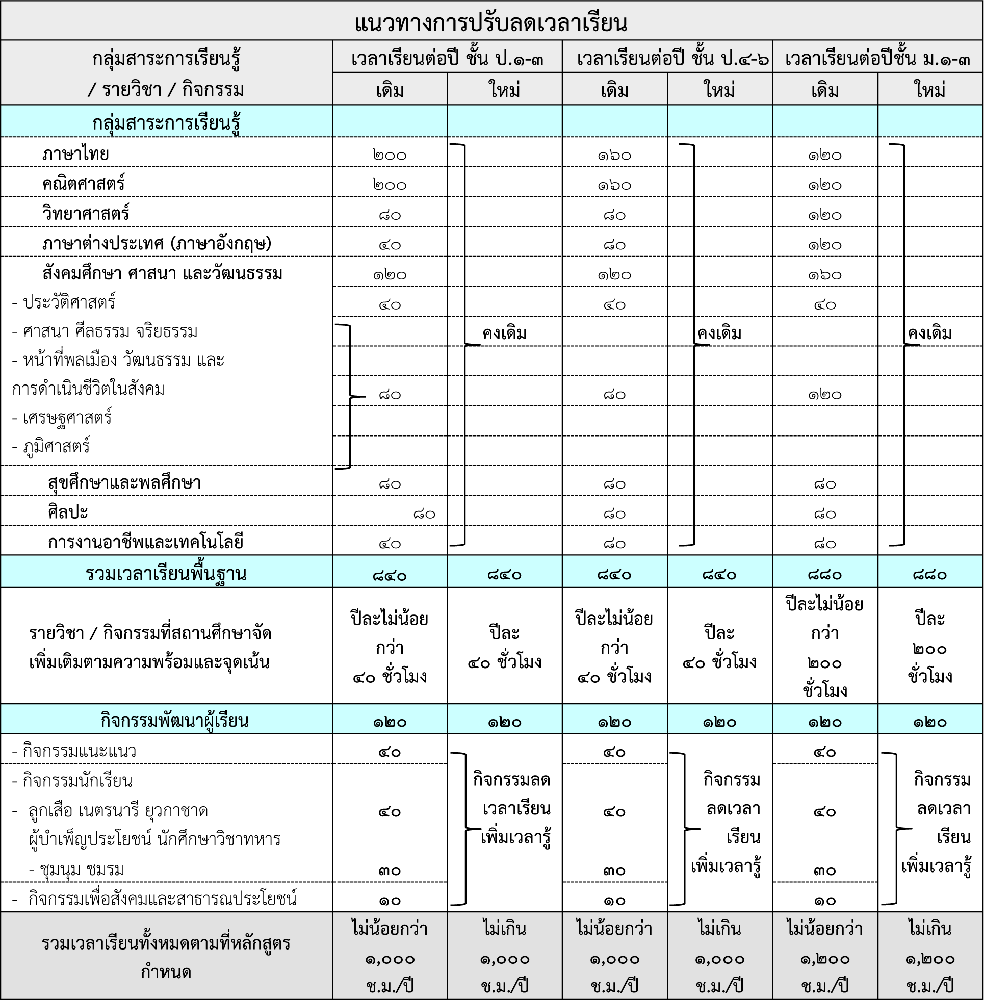 แนวทางการปรับลดเวลาเรียน
กลุ่มสาระการเรียนรู้
/ รายวิชา / กิจกรรม
เวลาเรียนต่อปี ชั้น ป.๑-๓ เวลาเรียนต่อปี ชั้น ป.๔-๖ เวลาเรียนต่อปีชั้น ม.๑-๓
เดิม ใหม่ เดิม ใหม่ เดิม ใหม่
กลุ่มสาระการเรียนรู้
ภาษาไทย ๒๐๐ ๑๖๐ ๑๒๐
คณิตศาสตร์ ๒๐๐ ๑๖๐ ๑๒๐
วิทยาศาสตร์ ๘๐ ๘๐ ๑๒๐
ภาษาต่างประเทศ (ภาษาอังกฤษ) ๔๐ ๘๐ ๑๒๐
สังคมศึกษา ศาสนา และวัฒนธรรม ๑๒๐ ๑๒๐ ๑๖๐
- ประวัติศาสตร์ ๔๐ ๔๐ ๔๐
- ศาสนา ศีลธรรม จริยธรรม คงเดิม คงเดิม คงเดิม
- หน้าที่พลเมือง วัฒนธรรม และ
การดำเนินชีวิตในสังคม ๘๐ ๘๐ ๑๒๐
- เศรษฐศาสตร์
- ภูมิศาสตร์
สุขศึกษาและพลศึกษา ๘๐ ๘๐ ๘๐
ศิลปะ ๘๐ ๘๐ ๘๐
การงานอาชีพและเทคโนโลยี ๔๐ ๘๐ ๘๐
รวมเวลาเรียนพื้นฐาน ๘๔๐ ๘๔๐ ๘๔๐ ๘๔๐ ๘๘๐ ๘๘๐
รายวิชา / กิจกรรมที่สถานศึกษาจัด
เพิ่มเติมตามความพร้อมและจุดเน้น
ปีละไม่น้อย
กว่า
๔๐ ชั่วโมง
ปีละ
๔๐ ชั่วโมง
ปีละไม่น้อย
กว่า
๔๐ ชั่วโมง
ปีละ
๔๐ ชั่วโมง
ปีละไม่น้อย
กว่า
๒๐๐
ชั่วโมง
ปีละ
๒๐๐
ชั่วโมง
กิจกรรมพัฒนาผู้เรียน ๑๒๐ ๑๒๐ ๑๒๐ ๑๒๐ ๑๒๐ ๑๒๐
- กิจกรรมแนะแนว ๔๐ ๔๐ ๔๐
- กิจกรรมนักเรียน
- ลูกเสือ เนตรนารี ยุวกาชาด ๔๐ ๔๐ ๔๐
ผู้บำเพ็ญประโยชน์ นักศึกษาวิชาทหาร
- ชุมนุม ชมรม ๓๐ ๓๐ ๓๐
- กิจกรรมเพื่อสังคมและสาธารณประโยชน์ ๑๐ ๑๐ ๑๐
กิจกรรมลด
เวลาเรียน
เพิ่มเวลารู้
กิจกรรม
ลดเวลา
เรียน
เพิ่มเวลารู้
กิจกรรม
ลดเวลา
เรียน
เพิ่มเวลารู้
รวมเวลาเรียนทั้งหมดตามที่หลักสูตร
กำหนด
ไม่น้อยกว่า
๑,๐๐๐
ช.ม./ปี
ไม่เกิน
๑,๐๐๐
ช.ม./ปี
ไม่น้อยกว่า
๑,๐๐๐
ช.ม./ปี
ไม่เกิน
๑,๐๐๐
ช.ม./ปี
ไม่น้อยกว่า
๑,๒๐๐
ช.ม./ปี
ไม่เกิน
๑,๒๐๐
ช.ม./ปี